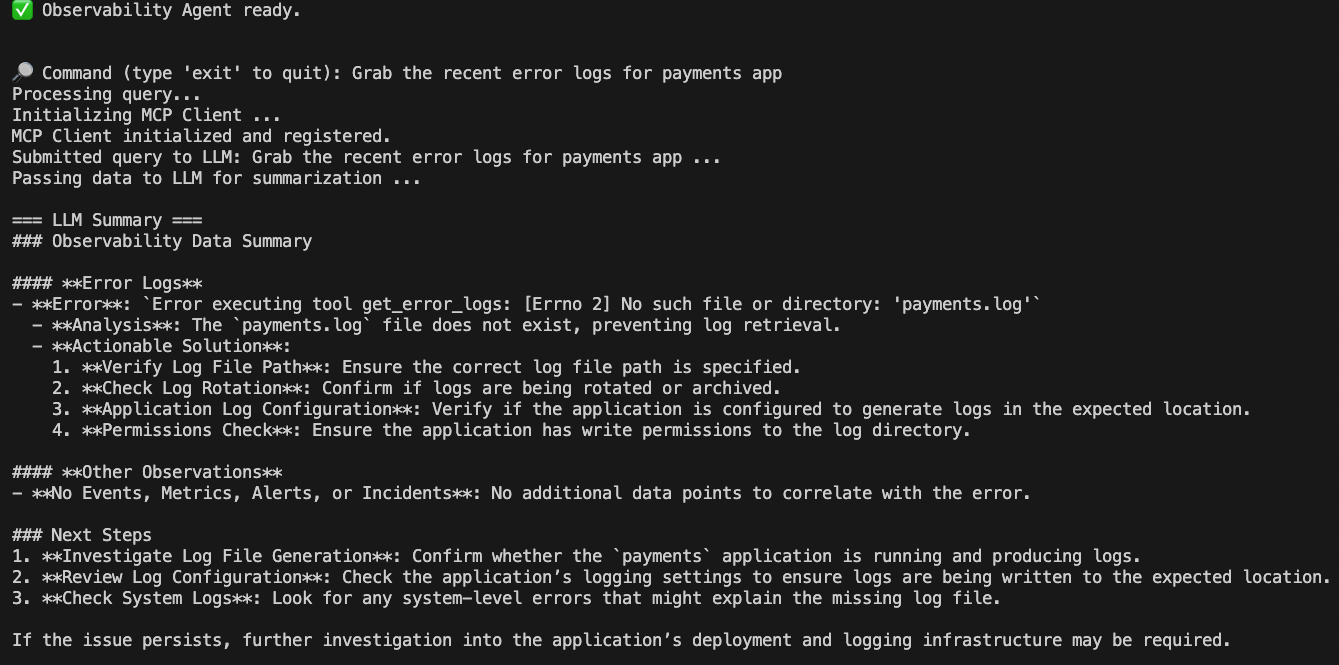 ✅ Observability Agent ready.
🔎 Command (type 'exit' to quit): Grab the recent error logs for payments app
Processing query...
Initializing MCP Client ...
MCP Client initialized and registered.
Submitted query to LLM: Grab the recent error logs for payments app ...
Passing data to LLM for summarization ...
=== LLM Summary ===
### Observability Data Summary
#### **Error Logs**
- **Error**: `Error executing tool get_error_logs: [Errno 2] No such file or directory: 'payments.log'`
  - **Analysis**: The `payments.log` file does not exist, preventing log retrieval.
  - **Actionable Solution**:
    1. **Verify Log File Path**: Ensure the correct log file path is specified.
    2. **Check Log Rotation**: Confirm if logs are being rotated or archived.
    3. **Application Log Configuration**: Verify if the application is configured to generate logs in the expected location.
    4. **Permissions Check**: Ensure the application has write permissions to the log directory.
#### **Other Observations**
- **No Events, Metrics, Alerts, or Incidents**: No additional data points to correlate with the error.
### Next Steps
1. **Investigate Log File Generation**: Confirm whether the `payments` application is running and producing logs.
2. **Review Log Configuration**: Check the application’s logging settings to ensure logs are being written to the expected location.
3. **Check System Logs**: Look for any system-level errors that might explain the missing log file.
If the issue persists, further investigation into the application’s deployment and logging infrastructure may be required.